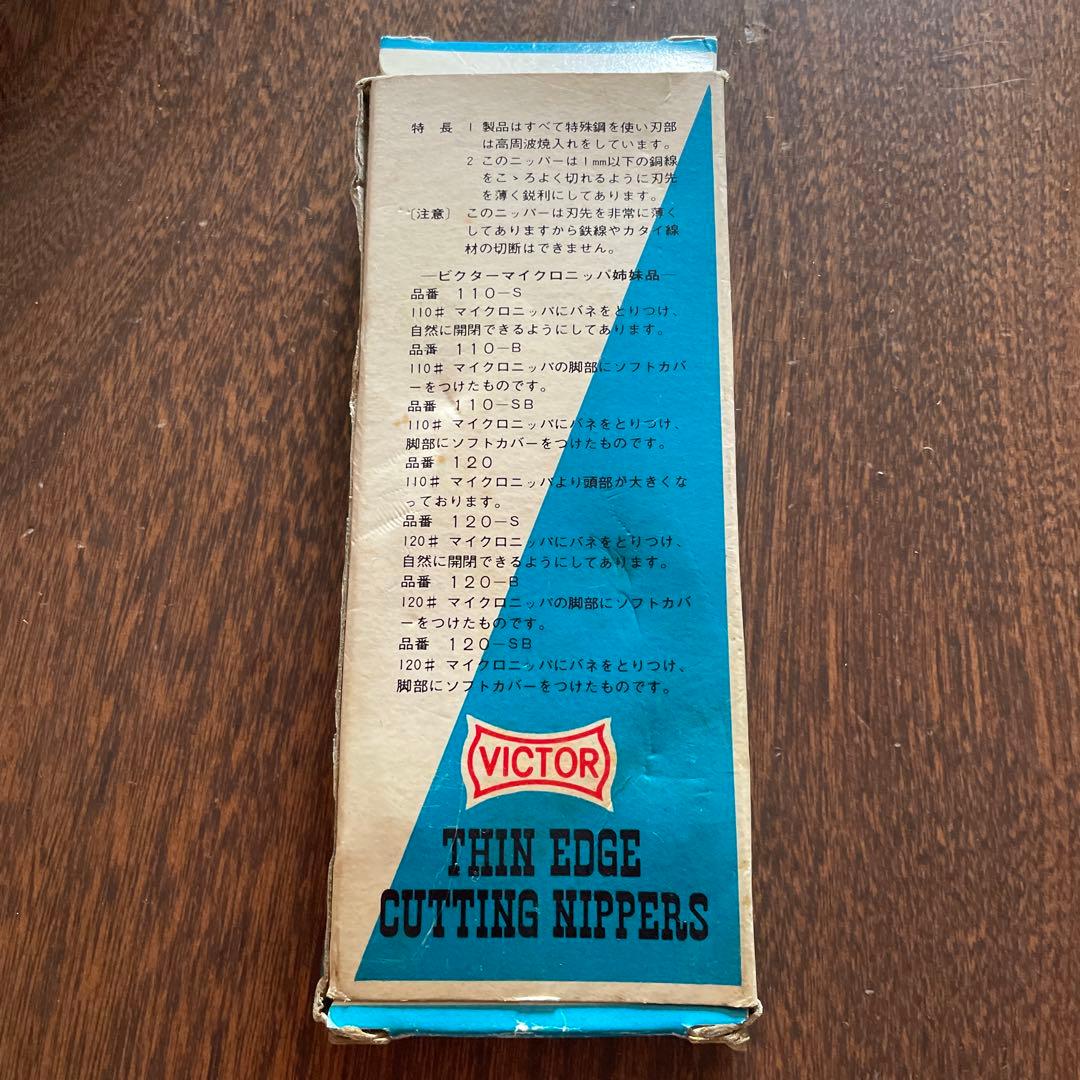 特長 1 製品はすべて特殊鋼を使い刃部
は高周波焼入れをしています。
2 このニッパーは1mm以下の銅線
をこゝろよく切れるように刃先
を薄く鋭利にしてあります。
〔注意〕 このニッパーは刃先を非常に薄く
してありますから鉄線やカタイ線
材の切断はできません。
―ビクターマイクロニッパ姉妹品―
品番 110-S
110♯ マイクロニッパにバネをとりつけ、
自然に開閉できるようにしてあります。
品番 110-B
110♯ マイクロニッパの脚部にソフトカバ
ーをつけたものです。
品番 110-SB
110♯ マイクロニッパにバネをとりつけ、
脚部にソフトカバーをつけたものです。
品番 120
110♯ マイクロニッパより頭部が大きくな
っております。
品番 120-S
120♯ マイクロニッパにバネをとりつけ、
自然に開閉できるようにしてあります。
品番 120-B
120♯ マイクロニッパの脚部にソフトカバ
ーをつけたものです。
品番 120-SB
120♯ マイクロニッパにバネをとりつけ、
脚部にソフトカバーをつけたものです。
VICTOR
THIN EDGE
CUTTING NIPPERS